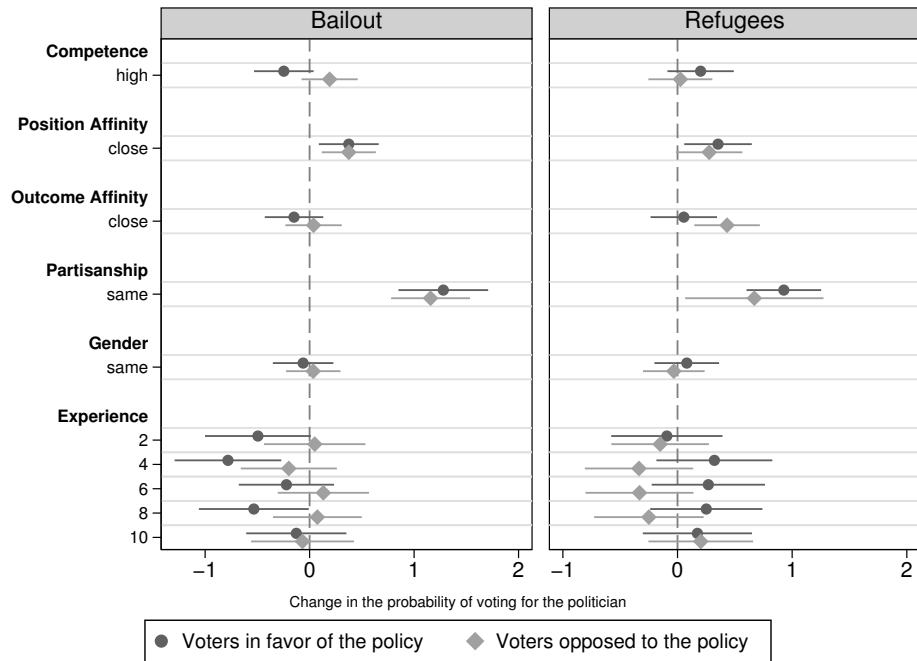 Bailout Refugees
Competence
high
Position Affinity
close
Outcome Affinity
close
Partisanship
same
Gender
same
Experience
2
4
6
8
10
−1 0 1 2 −1 0 1 2
Change in the probability of voting for the politician
Voters in favor of the policy Voters opposed to the policy